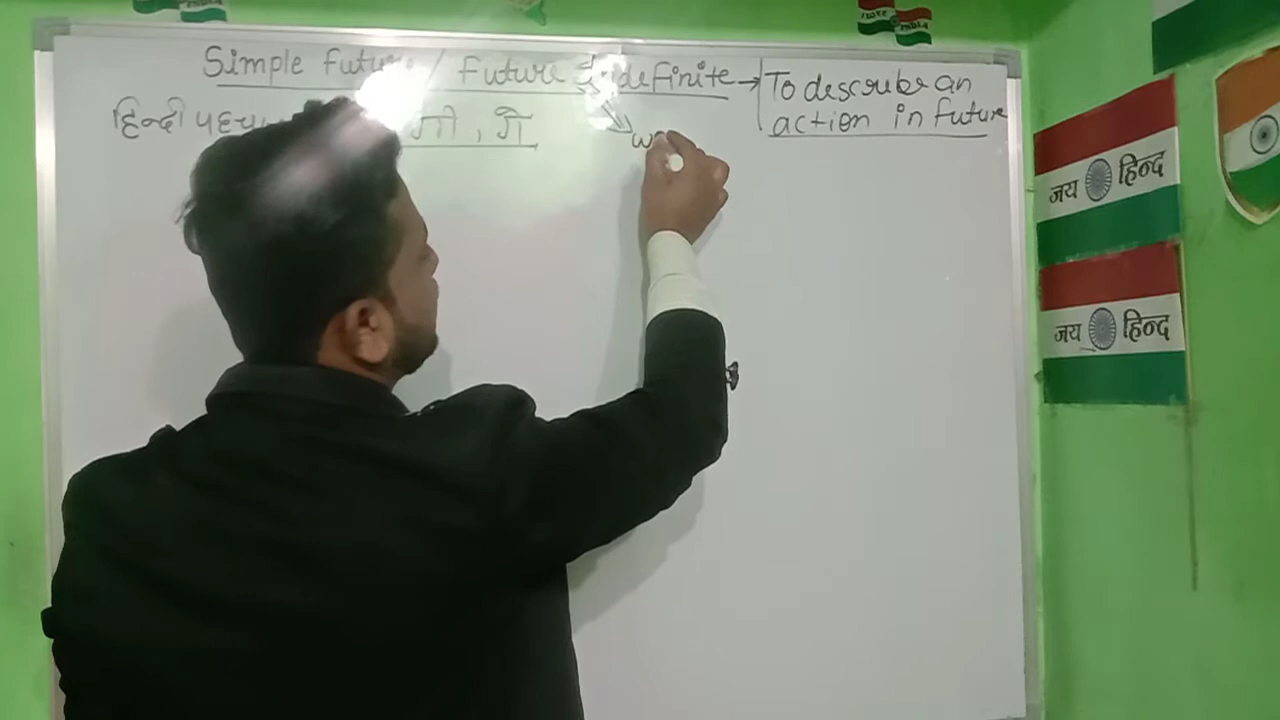 Simple Future / Future Indefinite → To describe an
action in future
हिन्दी गी , गे
जय हिन्द
जय हिन्द